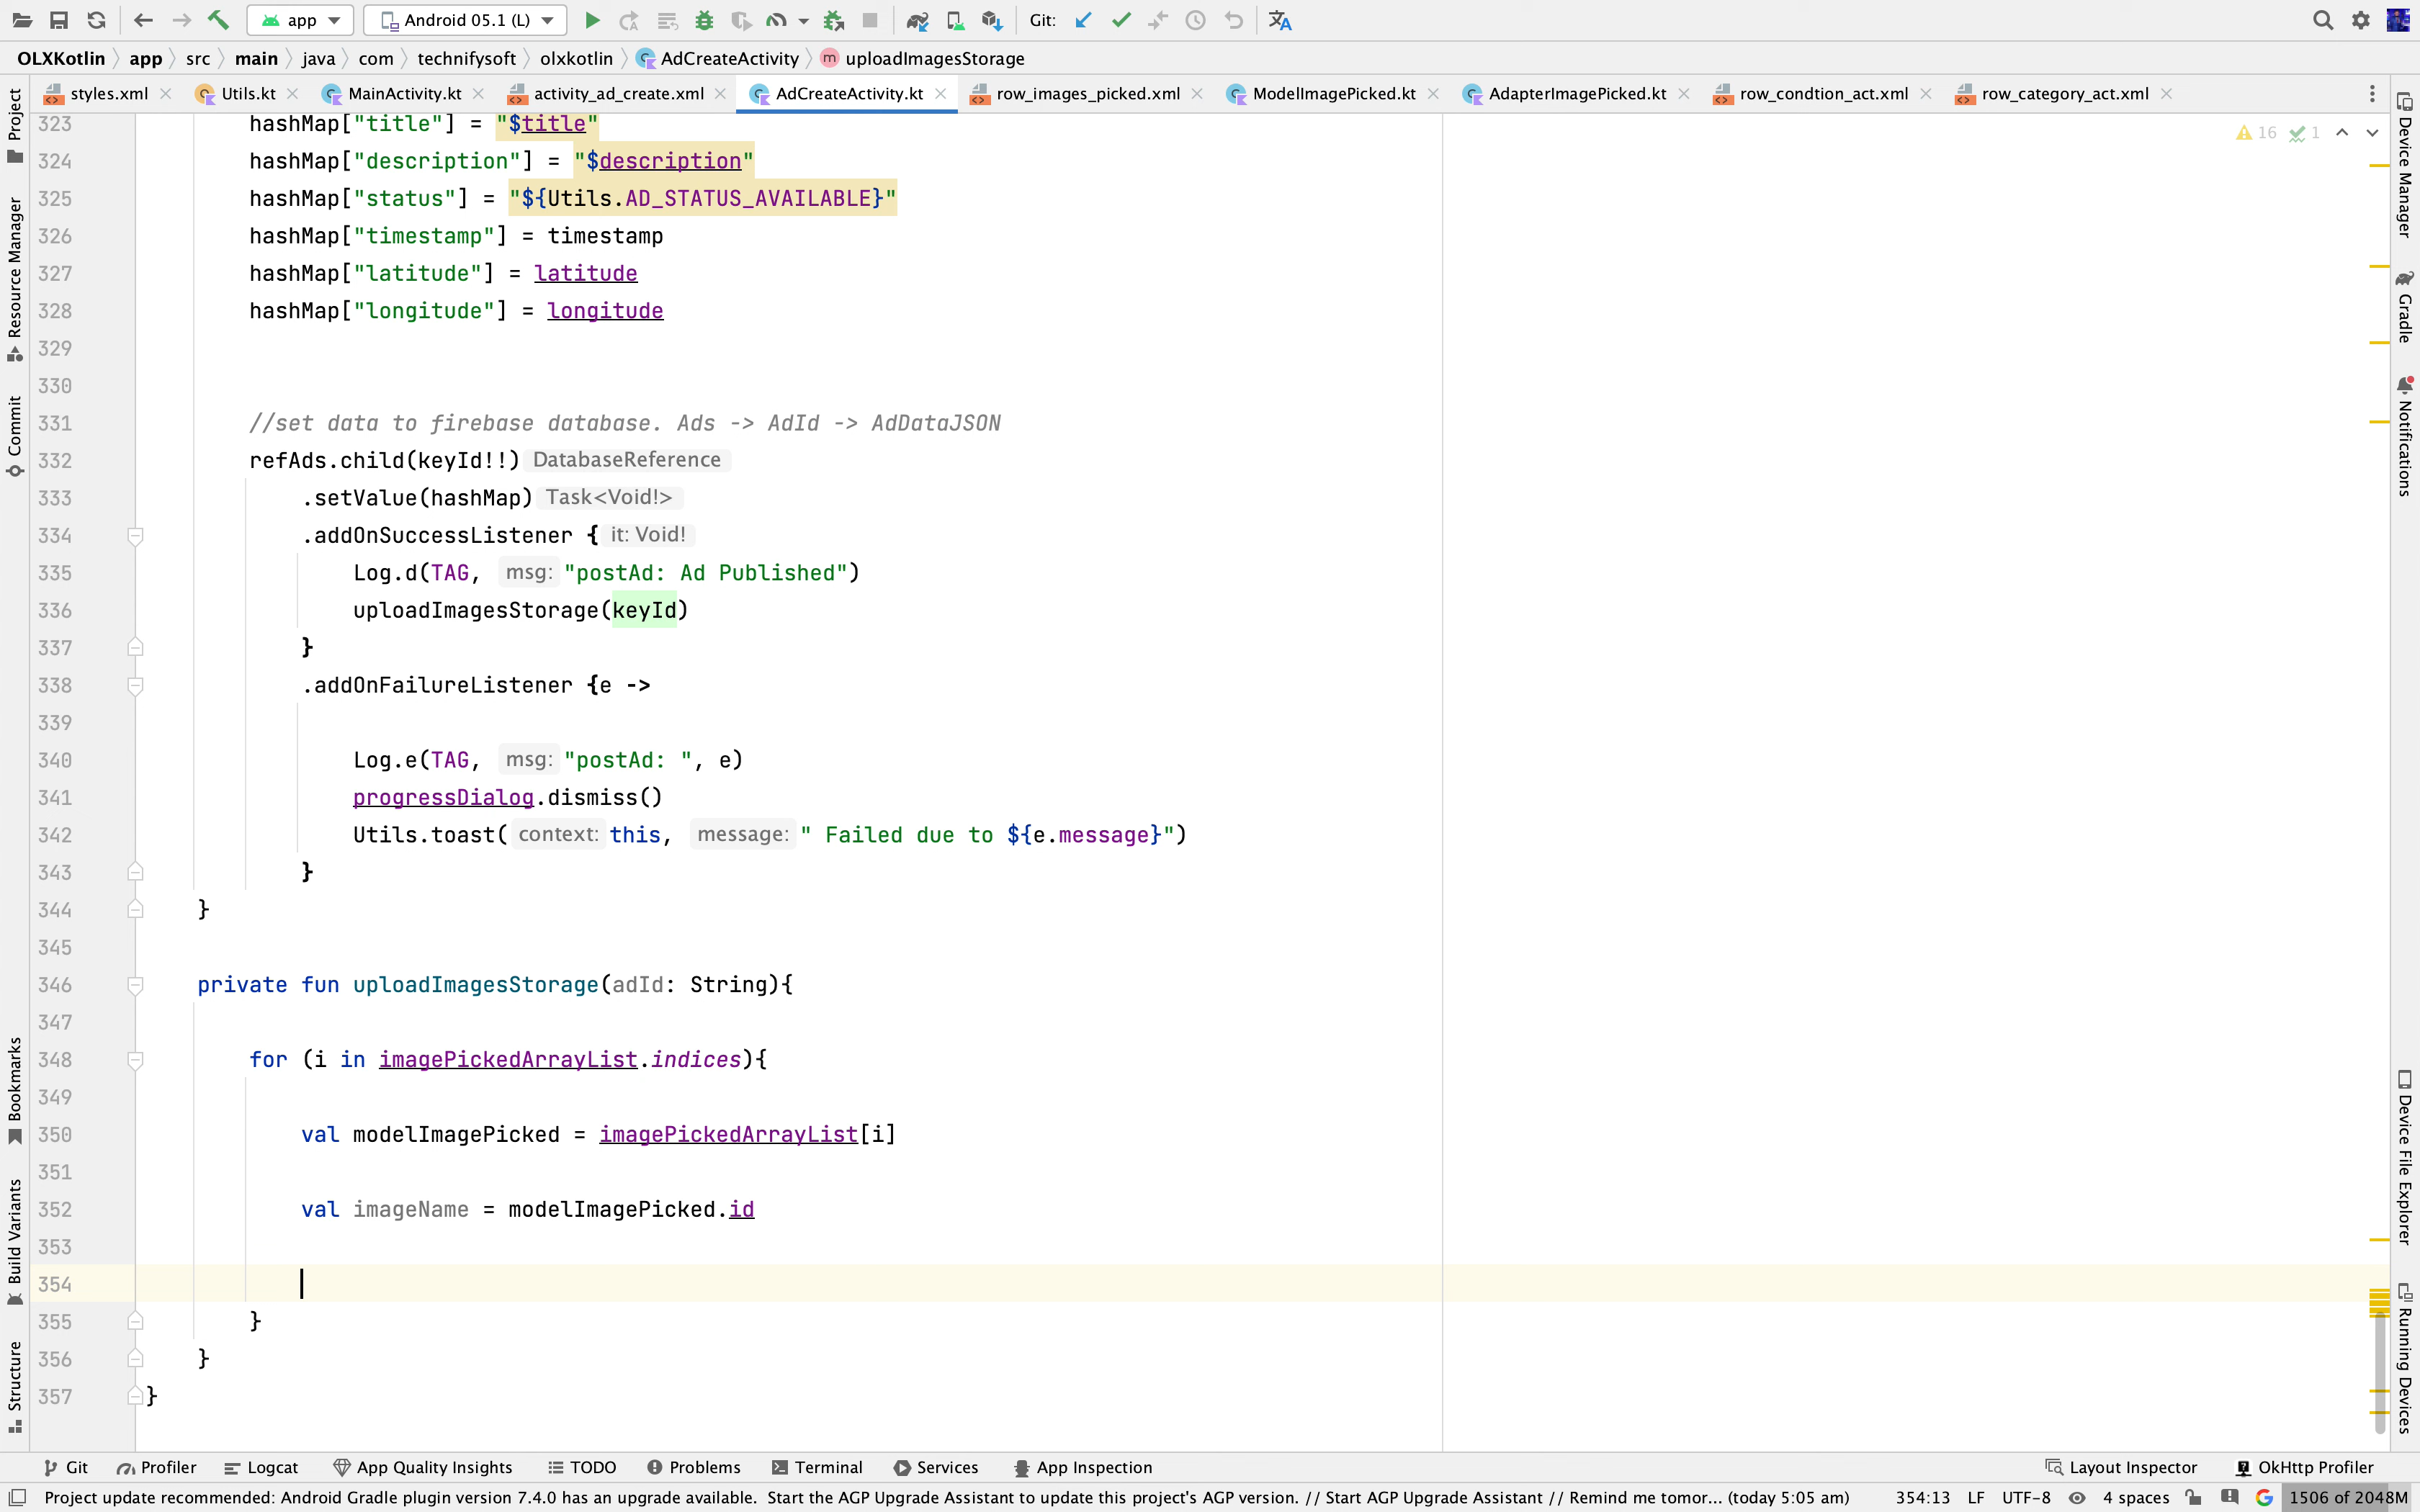 app Android 05.1 (L) Git:
OLXKotlin app src main java com technifysoft olxkotlin AdCreateActivity uploadImagesStorage
styles.xml Utils.kt MainActivity.kt activity_ad_create.xml AdCreateActivity.kt row_images_picked.xml ModelImagePicked.kt AdapterImagePicked.kt row_condtion_act.xml row_category_act.xml
16 1
323 hashMap["title"] = "$title"
324 hashMap["description"] = "$description"
325 hashMap["status"] = "${Utils.AD_STATUS_AVAILABLE}"
326 hashMap["timestamp"] = timestamp
327 hashMap["latitude"] = latitude
328 hashMap["longitude"] = longitude
329
330
331 //set data to firebase database. Ads -> AdId -> AdDataJSON
332 refAds.child(keyId!!) DatabaseReference
333 .setValue(hashMap) Task<Void!>
334 .addOnSuccessListener { it: Void!
335 Log.d(TAG, msg: "postAd: Ad Published")
336 uploadImagesStorage(keyId)
337 }
338 .addOnFailureListener {e ->
339
340 Log.e(TAG, msg: "postAd: ", e)
341 progressDialog.dismiss()
342 Utils.toast( context: this, message: " Failed due to ${e.message}")
343 }
344 }
345
346 private fun uploadImagesStorage(adId: String){
347
348 for (i in imagePickedArrayList.indices){
349
350 val modelImagePicked = imagePickedArrayList[i]
351
352 val imageName = modelImagePicked.id
353
354
355 }
356 }
357 }
Project
Resource Manager
Commit
Bookmarks
Build Variants
Structure
Device Manager
Gradle
Notifications
Device File Explorer
Running Devices
Git Profiler Logcat App Quality Insights TODO Problems Terminal Services App Inspection Layout Inspector OkHttp Profiler
Project update recommended: Android Gradle plugin version 7.4.0 has an upgrade available. Start the AGP Upgrade Assistant to update this project's AGP version. // Start AGP Upgrade Assistant // Remind me tomor... (today 5:05 am) 354:13 LF UTF-8 4 spaces 1506 of 2048M